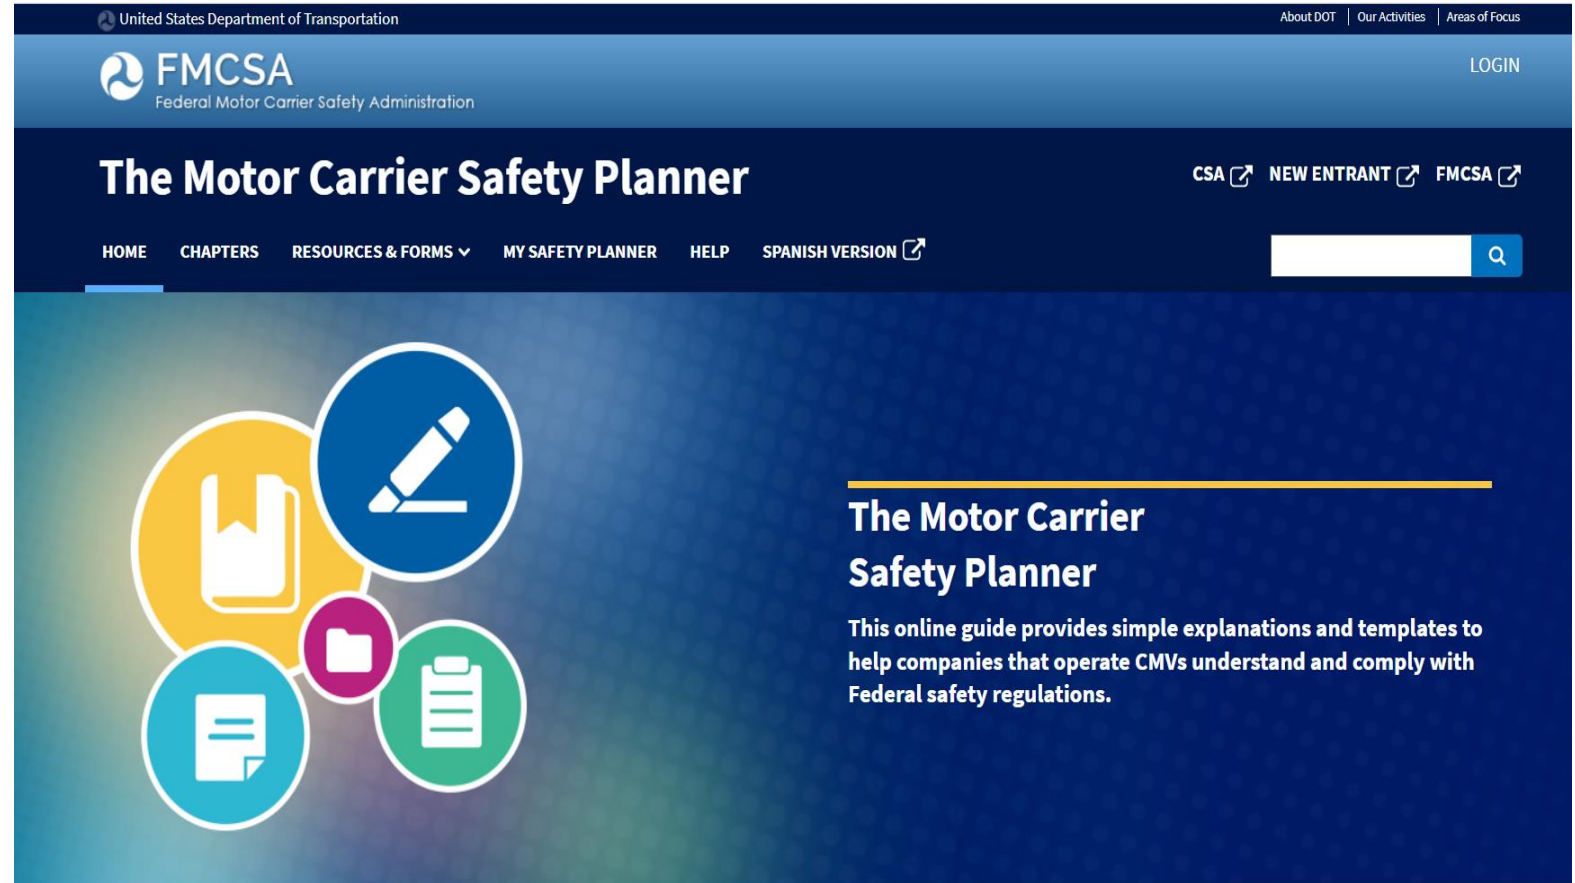 United States Department of Transportation
About DOT | Our Activities | Areas of Focus
FMCSA
Federal Motor Carrier Safety Administration
LOGIN
The Motor Carrier Safety Planner
CSA NEW ENTRANT FMCSA
HOME CHAPTERS RESOURCES & FORMS MY SAFETY PLANNER HELP SPANISH VERSION
The Motor Carrier
Safety Planner
This online guide provides simple explanations and templates to
help companies that operate CMVs understand and comply with
Federal safety regulations.